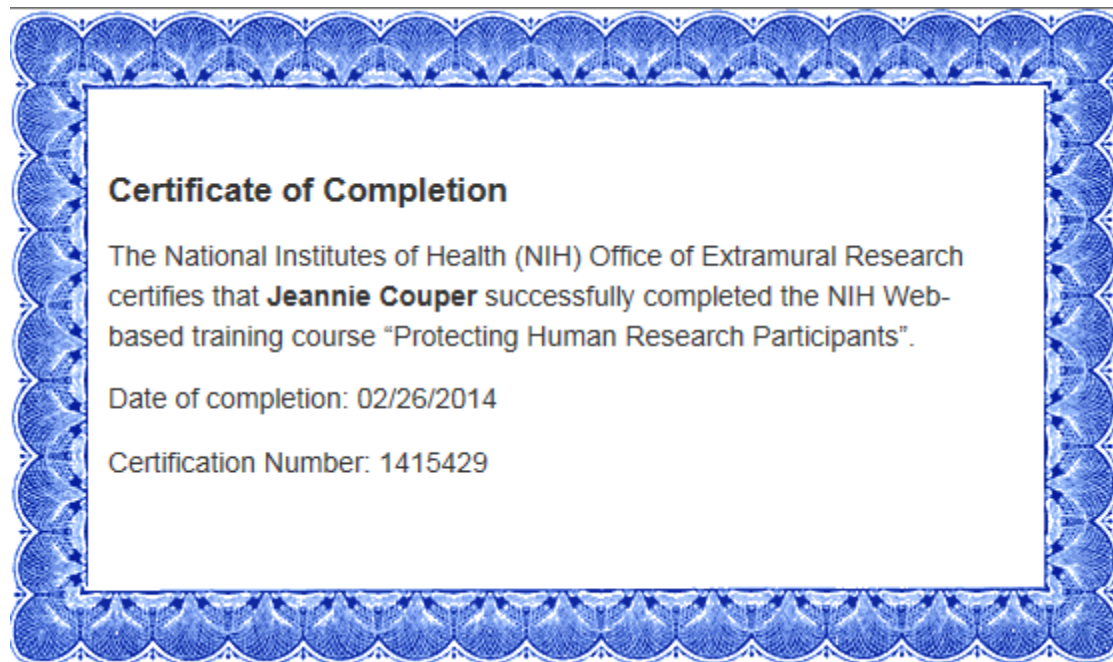 Certificate of Completion
The National Institutes of Health (NIH) Office of Extramural Research
certifies that Jeannie Couper successfully completed the NIH Web-
based training course “Protecting Human Research Participants”.
Date of completion: 02/26/2014
Certification Number: 1415429